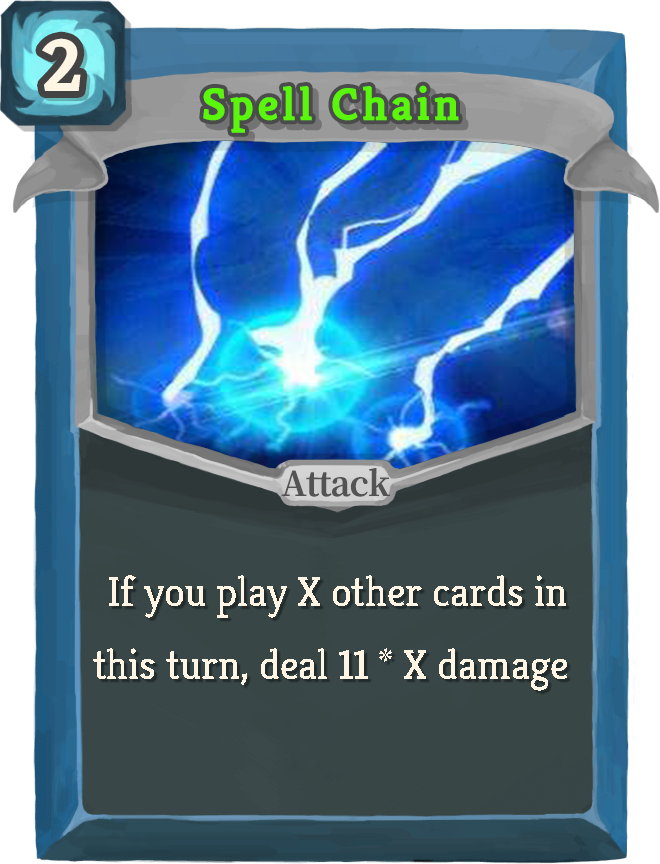 2
Spell Chain
Attack
If you play X other cards in
this turn, deal 11 * X damage